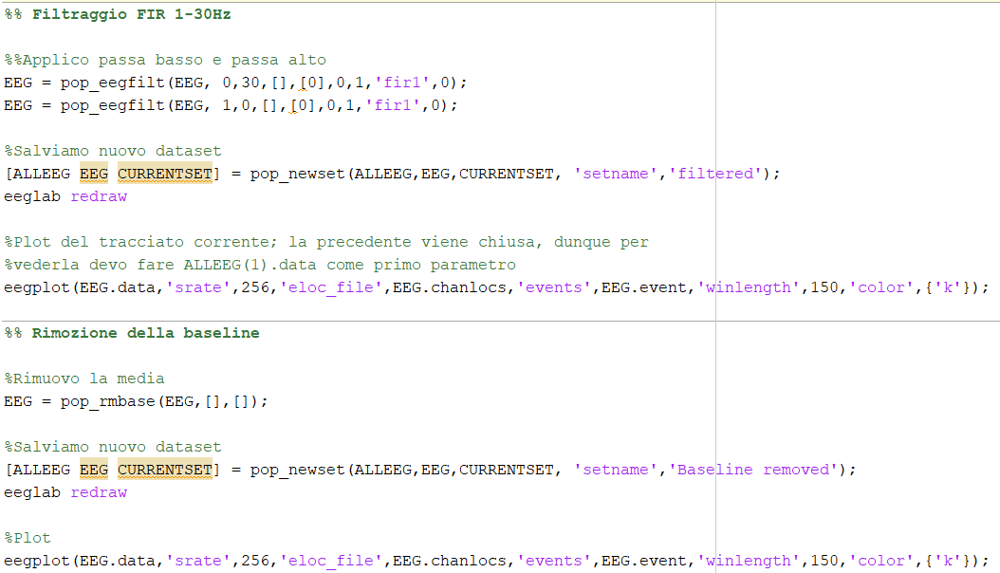 %% Filtraggio FIR 1-30Hz
%%Applico passa basso e passa alto
EEG = pop_eegfilt(EEG, 0,30,[],[0],0,1,'fir1',0);
EEG = pop_eegfilt(EEG, 1,0,[],[0],0,1,'fir1',0);
%Salviamo nuovo dataset
[ALLEEG EEG CURRENTSET] = pop_newset(ALLEEG,EEG,CURRENTSET, 'setname','filtered');
eeglab redraw
%Plot del tracciato corrente; la precedente viene chiusa, dunque per
%vederla devo fare ALLEEG(1).data come primo parametro
eegplot(EEG.data,'srate',256,'eloc_file',EEG.chanlocs,'events',EEG.event,'winlength',150,'color',{'k'});
%% Rimozione della baseline
%Rimuovo la media
EEG = pop_rmbase(EEG,[],[]);
%Salviamo nuovo dataset
[ALLEEG EEG CURRENTSET] = pop_newset(ALLEEG,EEG,CURRENTSET, 'setname','Baseline removed');
eeglab redraw
%Plot
eegplot(EEG.data,'srate',256,'eloc_file',EEG.chanlocs,'events',EEG.event,'winlength',150,'color',{'k'});